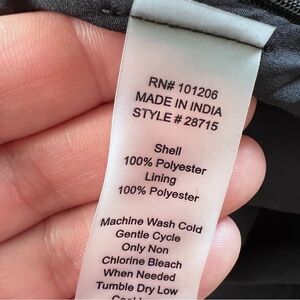 RN# 101206
MADE IN INDIA
STYLE # 28715
Shell
100% Polyester
Lining
100% Polyester
Machine Wash Cold
Gentle Cycle
Only Non
Chlorine Bleach
When Needed
Tumble Dry Low